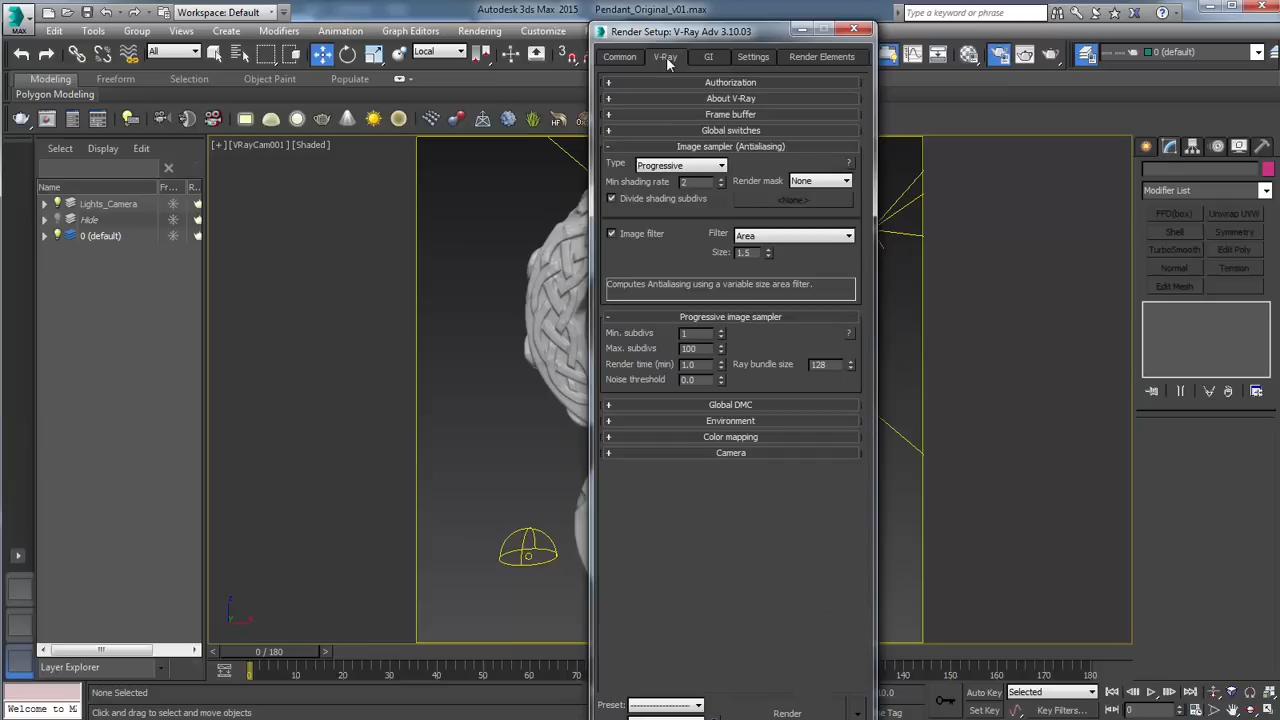 Workspace: Default
Autodesk 3ds Max 2015 Pendant_Original_v01.max
Type a keyword or phrase
MAX
Edit Tools Group Views Create Modifiers
Render Setup: V-Ray Adv 3.10.03
All
Local
0 (default)
Common V-Ray GI Settings Render Elements
Modeling Freeform Selection Object Paint Populate
Polygon Modeling
+ Authorization
+ About V-Ray
+ Frame buffer
+ Global switches
- Image sampler (Antialiasing)
Type Progressive ?
Min shading rate 2 Render mask None
Divide shading subdivs <None>
Image filter Filter Area
Size: 1.5
Computes Antialiasing using a variable size area filter.
- Progressive image sampler
Min. subdivs 1 ?
Max. subdivs 100
Render time (min) 1.0 Ray bundle size 128
Noise threshold 0.0
+ Global DMC
+ Environment
+ Color mapping
+ Camera
Preset: --------------------
Render
Select Display Edit
Name Fr... R...
Lights_Camera
Hide
0 (default)
[+] [VRayCam001] [Shaded]
Modifier List
FFD(box) Unwrap UVW
Shell Symmetry
TurboSmooth Edit Poly
Normal Tension
Edit Mesh
z
x
0 / 180
Layer Explorer
0 10 20 30 40 50 60 70 140 150 160 170 180
None Selected
Auto Key Selected
Welcome to M
Click and drag to select and move objects
Set Key Key Filters... 0